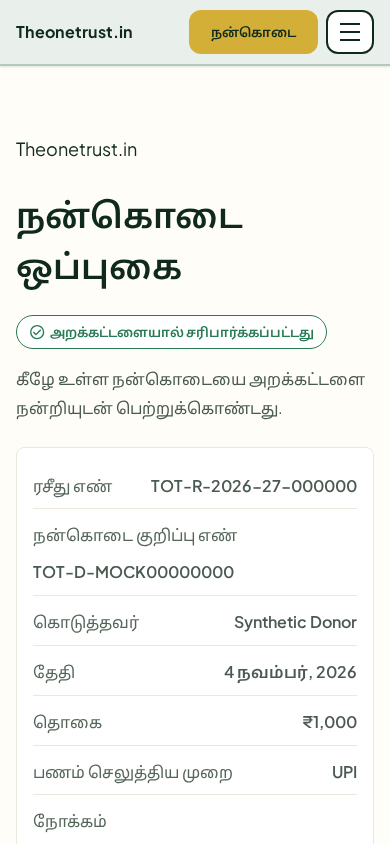 Theonetrust.in
நன்கொடை
Theonetrust.in
நன்கொடை
ஒப்புகை
அறக்கட்டளையால் சரிபார்க்கப்பட்டது
கீழே உள்ள நன்கொடையை அறக்கட்டளை
நன்றியுடன் பெற்றுக்கொண்டது.
ரசீது எண் TOT-R-2026-27-000000
நன்கொடை குறிப்பு எண்
TOT-D-MOCK00000000
கொடுத்தவர் Synthetic Donor
தேதி 4 நவம்பர், 2026
தொகை ₹1,000
பணம் செலுத்திய முறை UPI
நோக்கம்